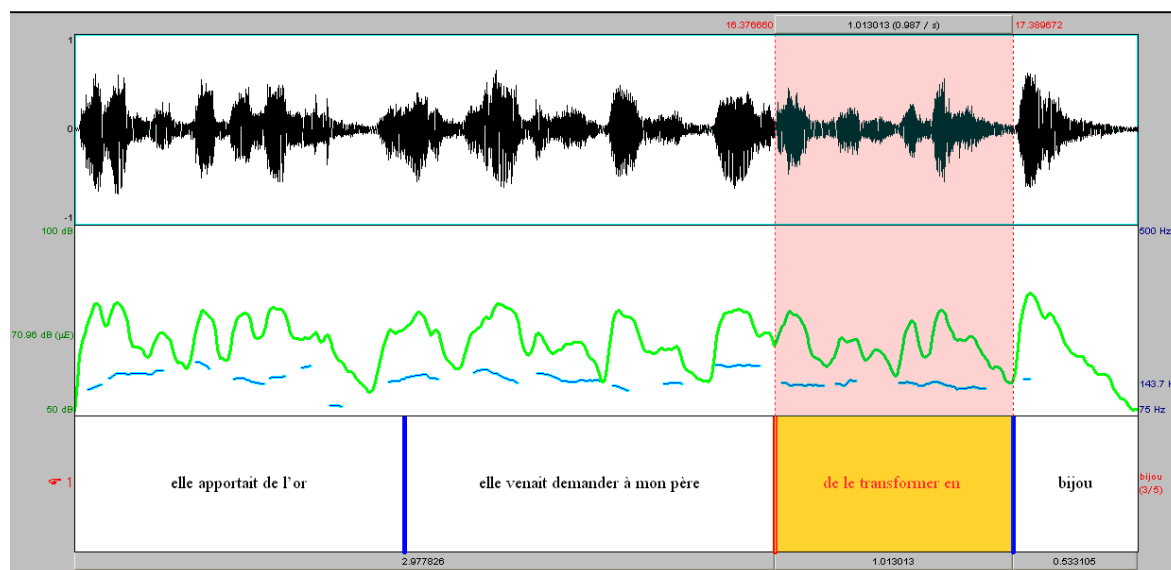 16.376660 1.013013 (0.987 / s) 17.389672
1
0
-1
100 dB 500 Hz
70.96 dB (µE)
143.7 H
50 dB 75 Hz
1 elle apportait de l'or elle venait demander à mon père de le transformer en bijou bijou
(3/5)
2.977826 1.013013 0.533105